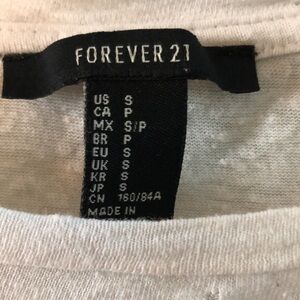 FOREVER 21
US S
CA P
MX S/P
BR P
EU S
UK S
KR S
JP S
CN 160/84A
MADE IN